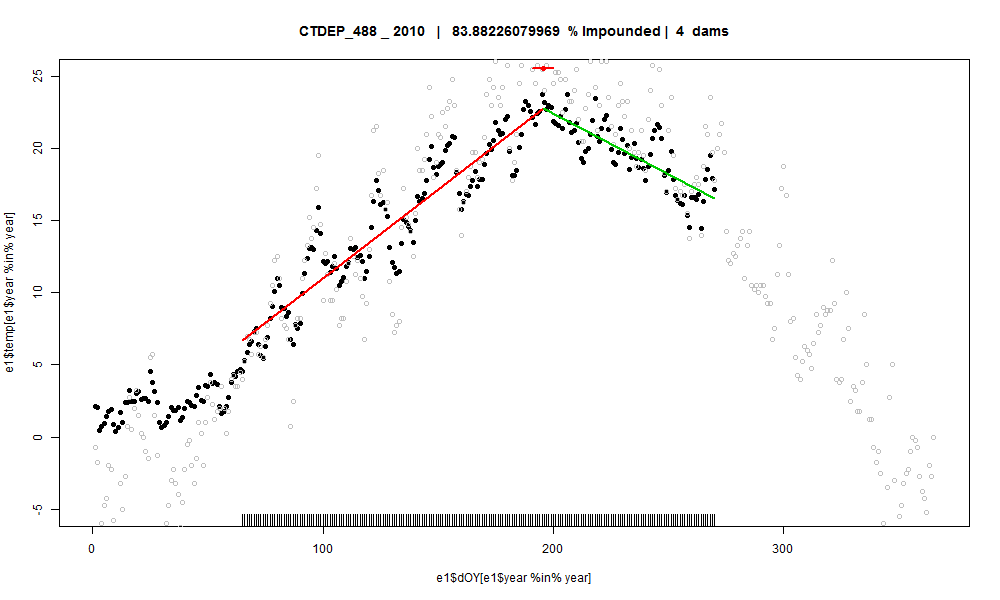 CTDEP_488 _ 2010 | 83.88226079969 % Impounded | 4 dams
e1$temp[e1$year %in% year]
25
20
15
10
5
0
-5
0 100 200 300
e1$dOY[e1$year %in% year]